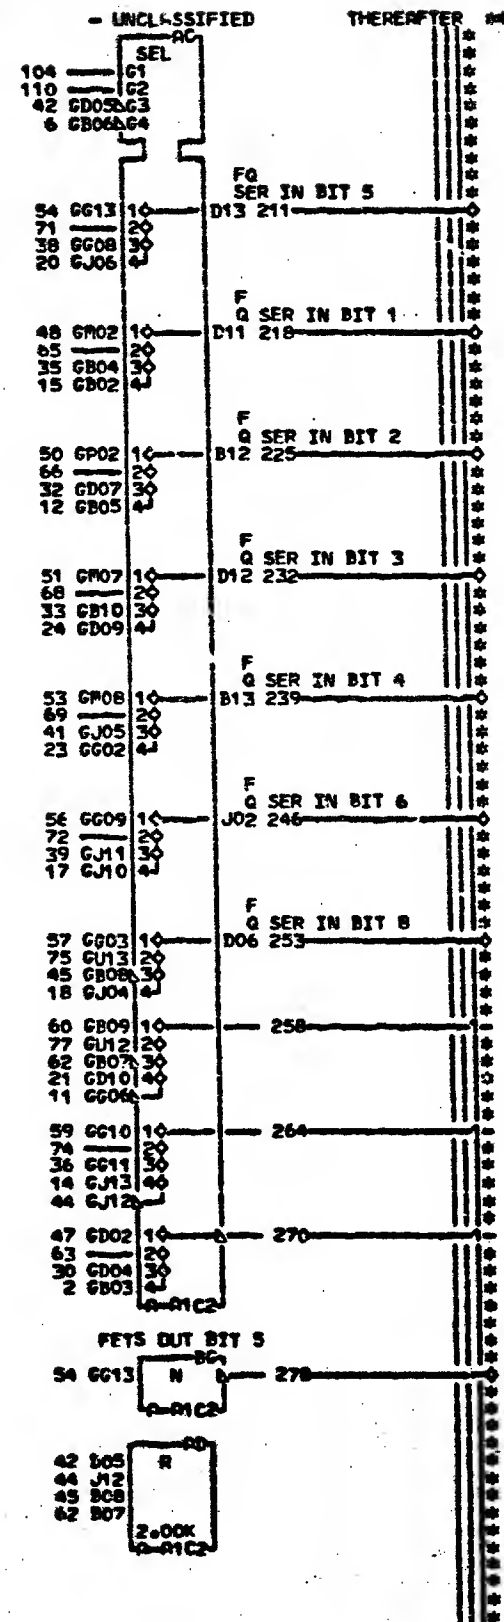 - UNCLASSIFIED THEREAFTER **
AC
SEL
104 G1
110 G2
42 GD05 G3
6 GB06 G4
FQ
SER IN BIT 5
54 GG13 1 D13 211
71 2
38 GG08 3
20 GJ06 4
F
Q SER IN BIT 1
48 GM02 1 D11 218
65 2
35 GB04 3
15 GB02 4
F
Q SER IN BIT 2
50 GP02 1 B12 225
66 2
32 GD07 3
12 GB05 4
F
Q SER IN BIT 3
51 GM07 1 D12 232
68 2
33 GB10 3
24 GD09 4
F
Q SER IN BIT 4
53 GM08 1 B13 239
69 2
41 GJ05 3
23 GG02 4
F
Q SER IN BIT 6
56 GG09 1 J02 246
72 2
39 GJ11 3
17 GJ10 4
F
Q SER IN BIT 8
57 GG03 1 D06 253
75 GU13 2
45 GB08 3
18 GJ04 4
60 GB09 1 258
77 GU12 2
62 GB07 3
21 GD10 4
11 GG06
59 GG10 1 264
74 2
36 GG11 3
14 GJ13 4
44 GJ12
47 GD02 1 270
63 2
30 GD04 3
2 GB03 4
A-A1C2
FETS OUT BIT 5
BG
54 GG13 N 278
A-A1C2
AD
42 D05 R
44 J12
45 B08
62 B07
2.00K
A-A1C2